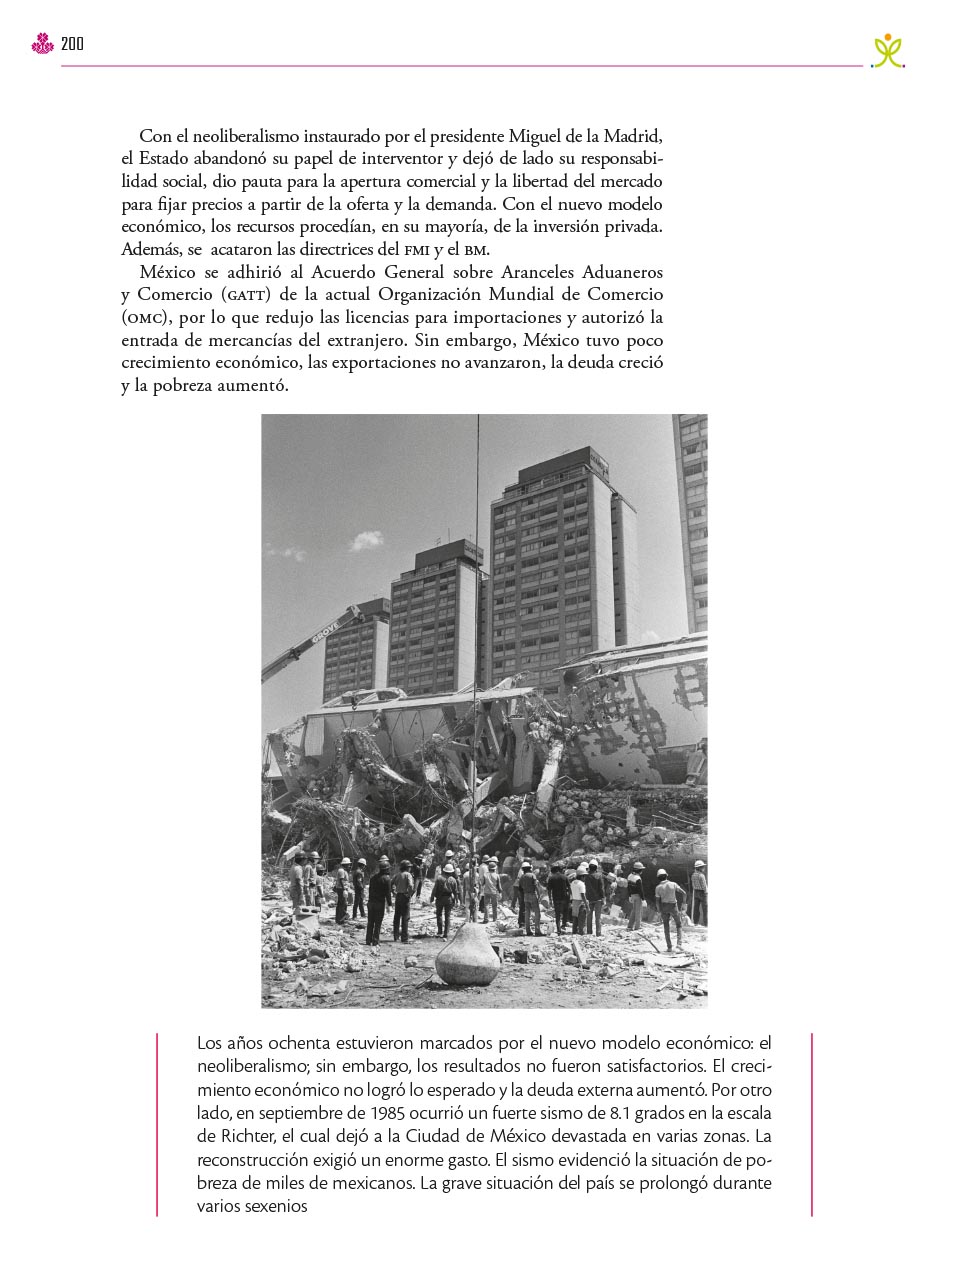 200
Con el neoliberalismo instaurado por el presidente Miguel de la Madrid,
el Estado abandonó su papel de interventor y dejó de lado su responsabi-
lidad social, dio pauta para la apertura comercial y la libertad del mercado
para fijar precios a partir de la oferta y la demanda. Con el nuevo modelo
económico, los recursos procedían, en su mayoría, de la inversión privada.
Además, se acataron las directrices del FMI y el BM.
México se adhirió al Acuerdo General sobre Aranceles Aduaneros
y Comercio (GATT) de la actual Organización Mundial de Comercio
(OMC), por lo que redujo las licencias para importaciones y autorizó la
entrada de mercancías del extranjero. Sin embargo, México tuvo poco
crecimiento económico, las exportaciones no avanzaron, la deuda creció
y la pobreza aumentó.
GROVE
Los años ochenta estuvieron marcados por el nuevo modelo económico: el
neoliberalismo; sin embargo, los resultados no fueron satisfactorios. El creci-
miento económico no logró lo esperado y la deuda externa aumentó. Por otro
lado, en septiembre de 1985 ocurrió un fuerte sismo de 8.1 grados en la escala
de Richter, el cual dejó a la Ciudad de México devastada en varias zonas. La
reconstrucción exigió un enorme gasto. El sismo evidenció la situación de po-
breza de miles de mexicanos. La grave situación del país se prolongó durante
varios sexenios